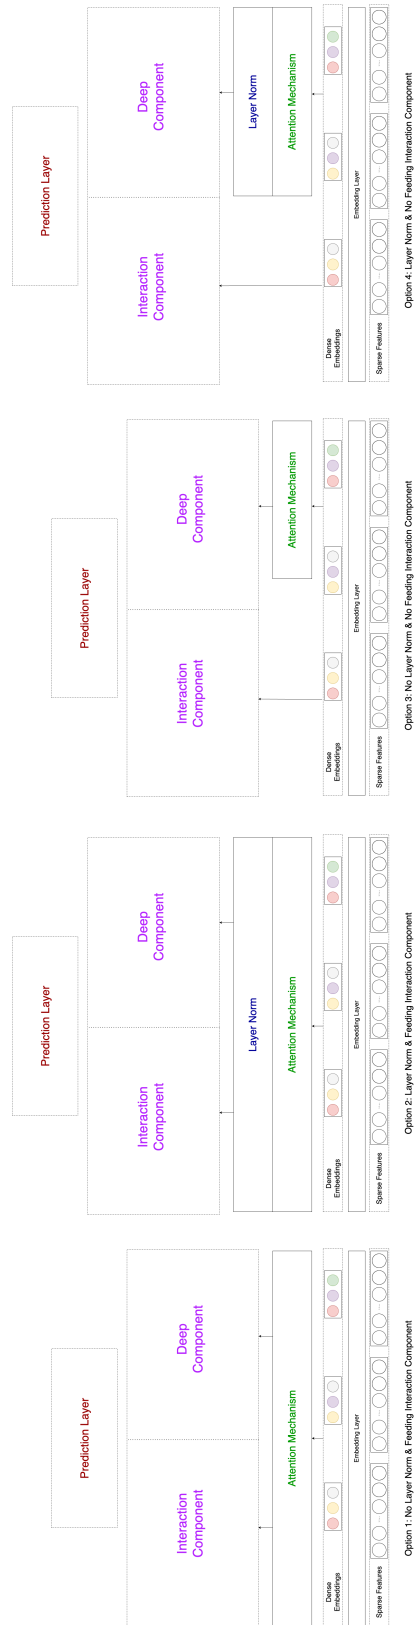 Prediction Layer
Interaction
Component
Deep
Component
Attention Mechanism
Dense
Embeddings
Embedding Layer
Sparse Features
Option 1: No Layer Norm & Feeding Interaction Component
Prediction Layer
Interaction
Component
Deep
Component
Layer Norm
Attention Mechanism
Dense
Embeddings
Embedding Layer
Sparse Features
Option 2: Layer Norm & Feeding Interaction Component
Prediction Layer
Interaction
Component
Deep
Component
Attention Mechanism
Dense
Embeddings
Embedding Layer
Sparse Features
Option 3: No Layer Norm & No Feeding Interaction Component
Prediction Layer
Interaction
Component
Deep
Component
Layer Norm
Attention Mechanism
Dense
Embeddings
Embedding Layer
Sparse Features
Option 4: Layer Norm & No Feeding Interaction Component